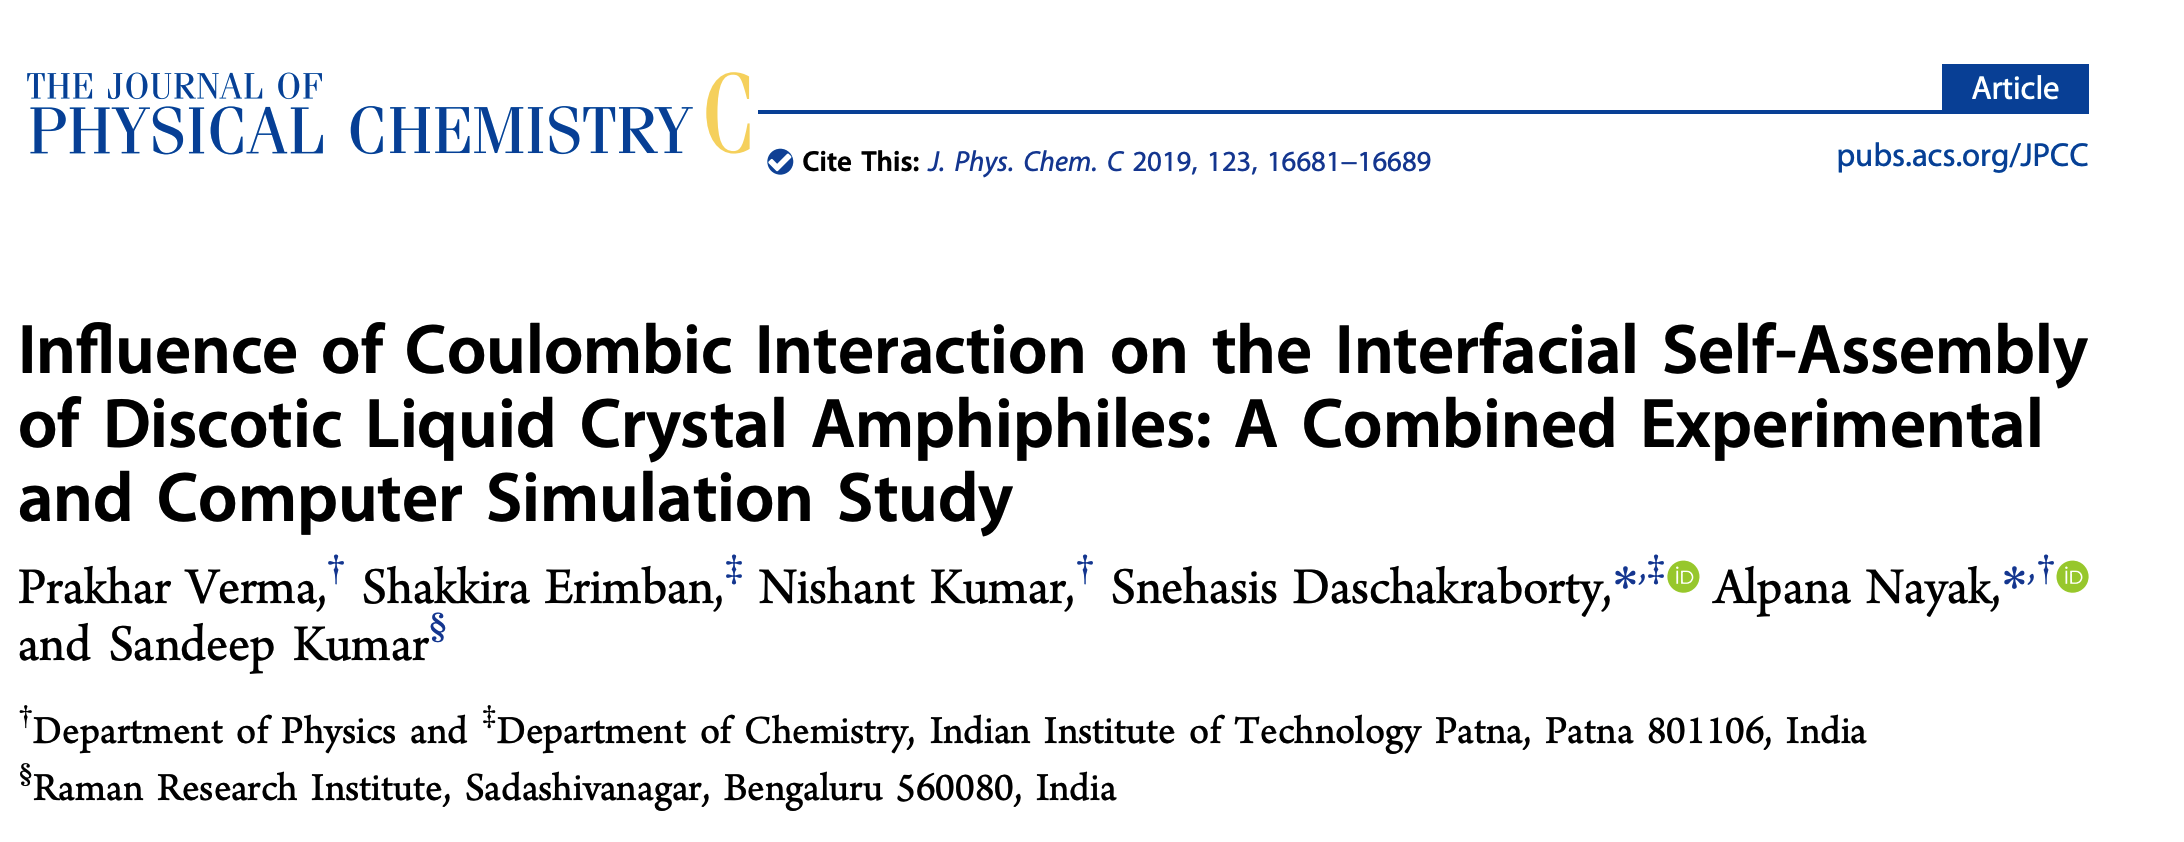 THE JOURNAL OF
PHYSICAL CHEMISTRY C
Article
Cite This: J. Phys. Chem. C 2019, 123, 16681−16689
pubs.acs.org/JPCC
Influence of Coulombic Interaction on the Interfacial Self-Assembly
of Discotic Liquid Crystal Amphiphiles: A Combined Experimental
and Computer Simulation Study
Prakhar Verma,† Shakkira Erimban,‡ Nishant Kumar,† Snehasis Daschakraborty,*,‡ iD Alpana Nayak,*,† iD
and Sandeep Kumar§
†Department of Physics and ‡Department of Chemistry, Indian Institute of Technology Patna, Patna 801106, India
§Raman Research Institute, Sadashivanagar, Bengaluru 560080, India